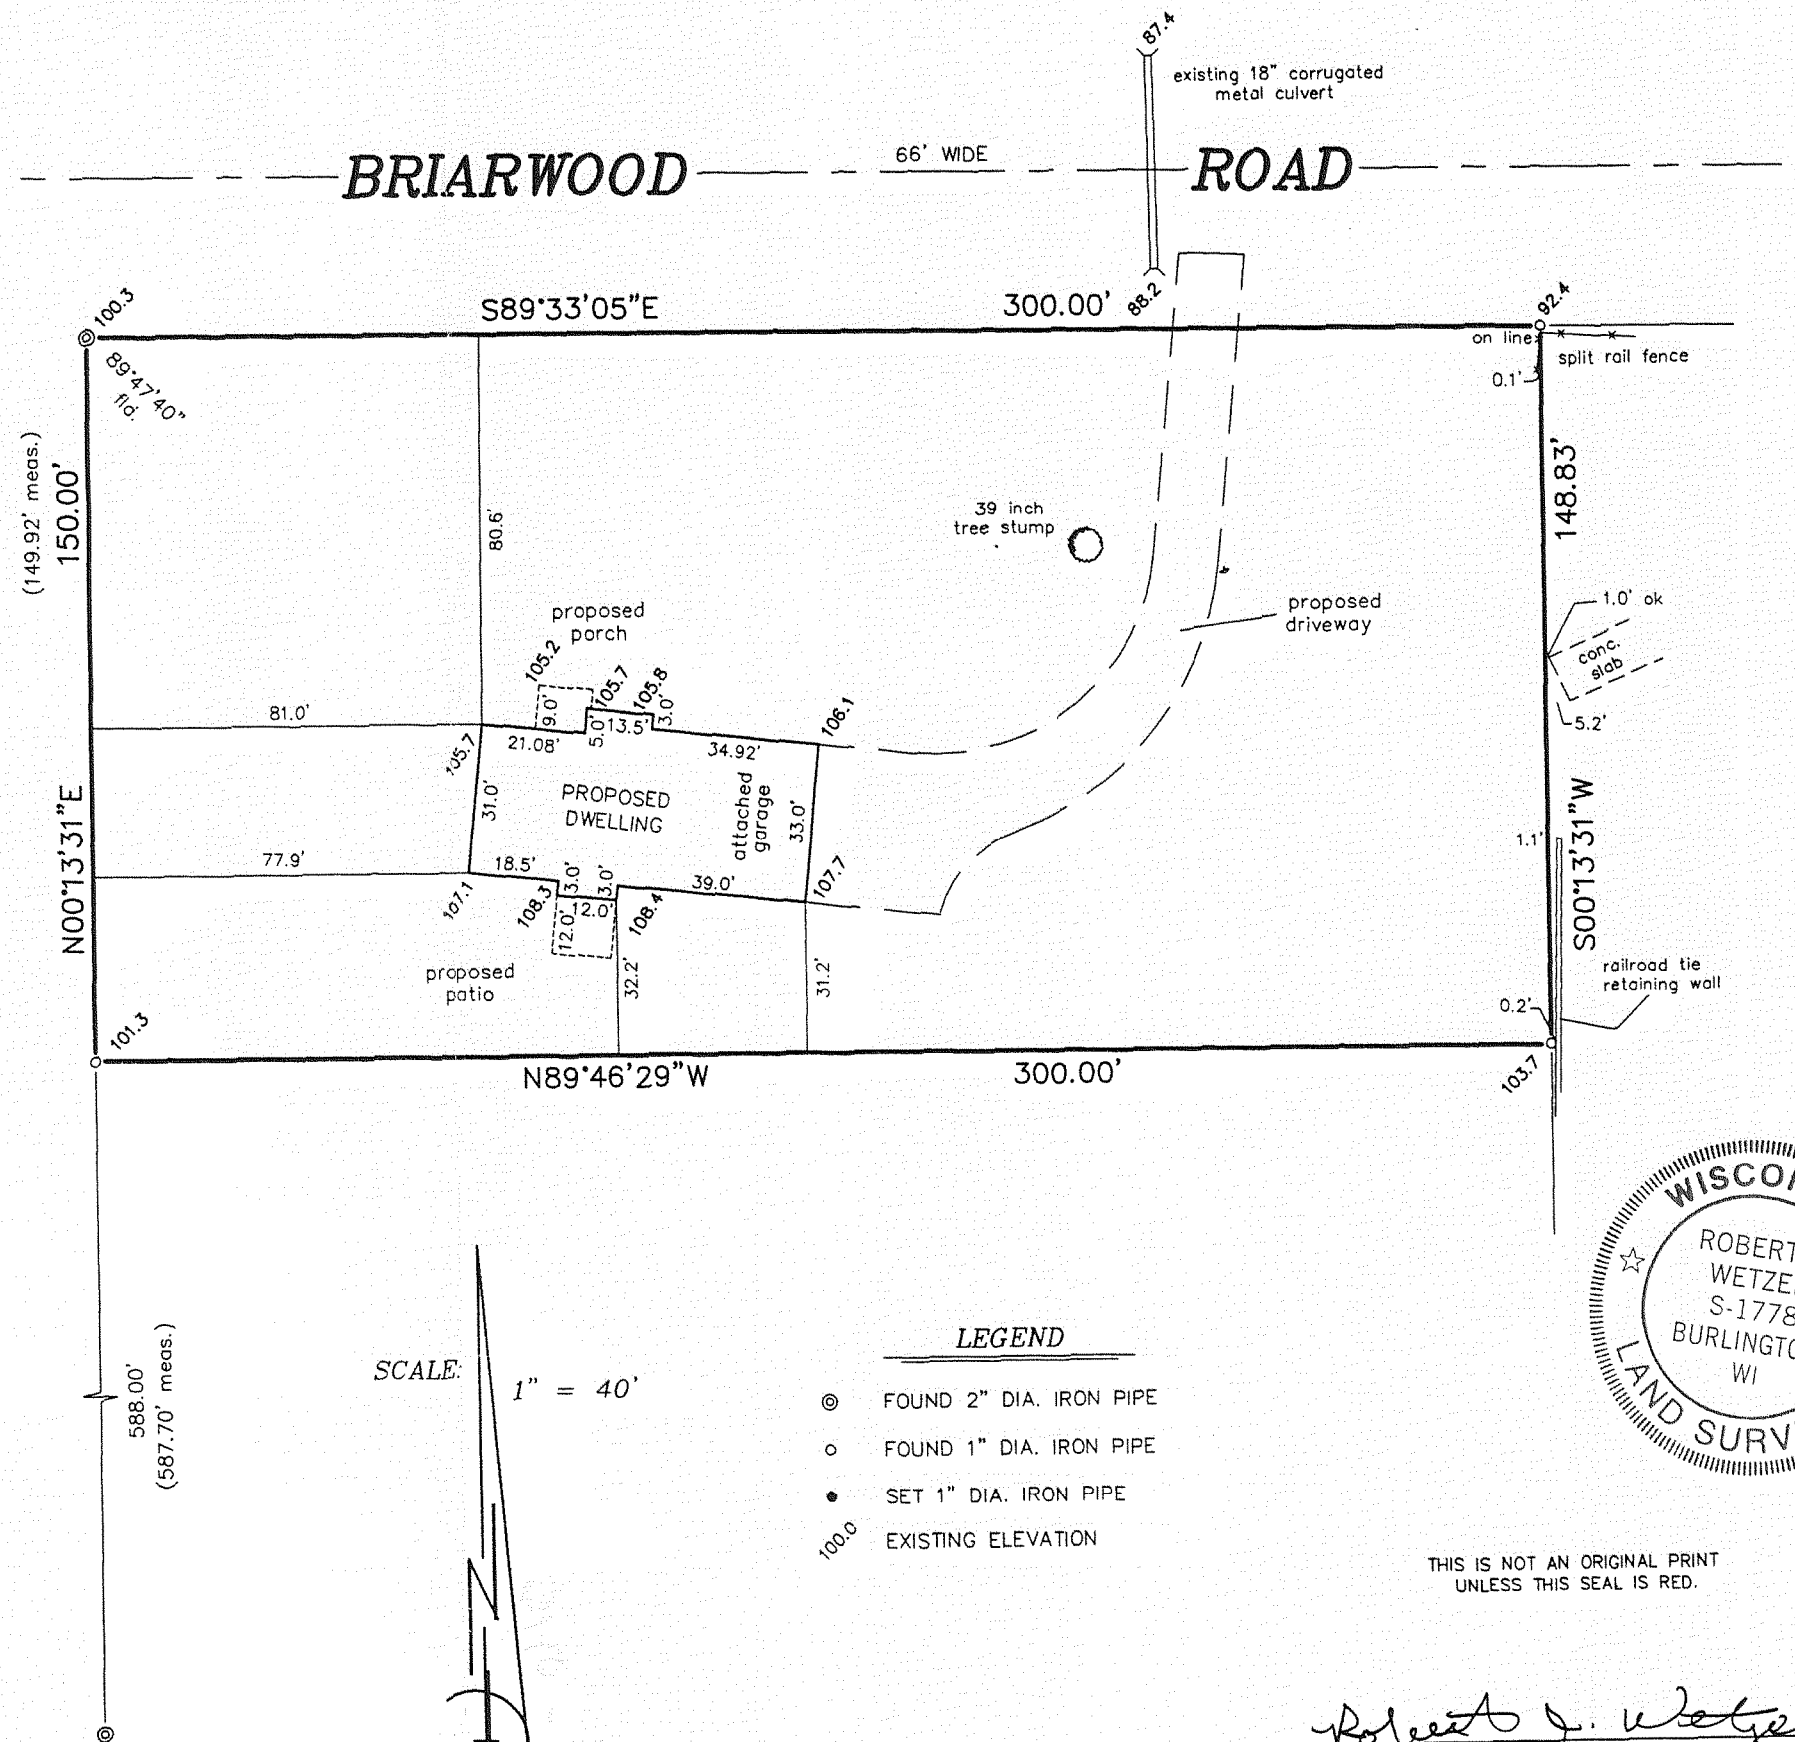 87.4
existing 18" corrugated
metal culvert
BRIARWOOD 66' WIDE ROAD
100.3
S89°33'05"E
300.00'
88.2
92.4
on line
split rail fence
0.1'
89°47'40"
fld.
150.00'
(149.92' meas.)
80.6'
148.83'
39 inch
tree stump
proposed
driveway
1.0' ok
conc.
slab
5.2'
proposed
porch
105.2
105.7
105.8
106.1
81.0'
9.0'
5.0'
13.5'
3.0'
21.08'
34.92'
105.7
31.0'
PROPOSED
DWELLING
attached
garage
33.0'
N00°13'31"E
S00°13'31"W
77.9'
18.5'
3.0'
3.0'
39.0'
107.7
107.1
108.3
12.0'
12.0'
108.4
1.1'
proposed
patio
32.2'
31.2'
railroad tie
retaining wall
0.2'
101.3
N89°46'29"W
300.00'
103.7
588.00'
(587.70' meas.)
SCALE: 1" = 40'
N
LEGEND
FOUND 2" DIA. IRON PIPE
FOUND 1" DIA. IRON PIPE
SET 1" DIA. IRON PIPE
100.0 EXISTING ELEVATION
WISCON
ROBERT
WETZE
S-1778
BURLINGTO
WI
LAND SURV
THIS IS NOT AN ORIGINAL PRINT
UNLESS THIS SEAL IS RED.
Robert J. Wetze